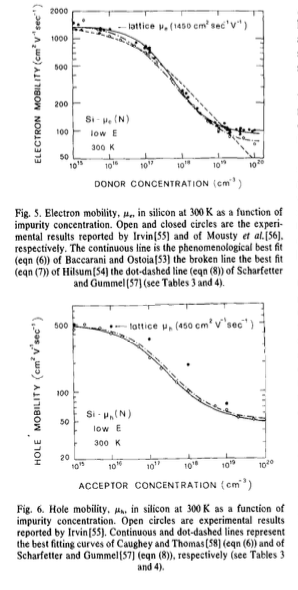 2000
lattice μe (1450 cm² sec⁻¹ V⁻¹)
1000
500
200
100
50
Si - μe (N)
low E
300 K
10¹⁵ 10¹⁶ 10¹⁷ 10¹⁸ 10¹⁹ 10²⁰
ELECTRON MOBILITY (cm² V⁻¹ sec⁻¹)
DONOR CONCENTRATION (cm⁻³)
Fig. 5. Electron mobility, μe, in silicon at 300 K as a function of
impurity concentration. Open and closed circles are the experi-
mental results reported by Irvin[55] and of Mousty et al.[56],
respectively. The continuous line is the phenomenological best fit
(eqn (6)) of Baccarani and Ostoia[53] the broken line the best fit
(eqn (7)) of Hilsum[54] the dot-dashed line (eqn (8)) of Scharfetter
and Gummel[57] (see Tables 3 and 4).
500
lattice μh (450 cm² V⁻¹ sec⁻¹)
100
50
20
Si - μh (N)
low E
300 K
10¹⁵ 10¹⁶ 10¹⁷ 10¹⁸ 10¹⁹ 10²⁰
HOLE MOBILITY (cm² V⁻¹ sec⁻¹)
ACCEPTOR CONCENTRATION (cm⁻³)
Fig. 6. Hole mobility, μh, in silicon at 300 K as a function of
impurity concentration. Open circles are experimental results
reported by Irvin[55]. Continuous and dot-dashed lines represent
the best fitting curves of Caughey and Thomas[58] (eqn (6)) and of
Scharfetter and Gummel[57] (eqn (8)), respectively (see Tables 3
and 4).